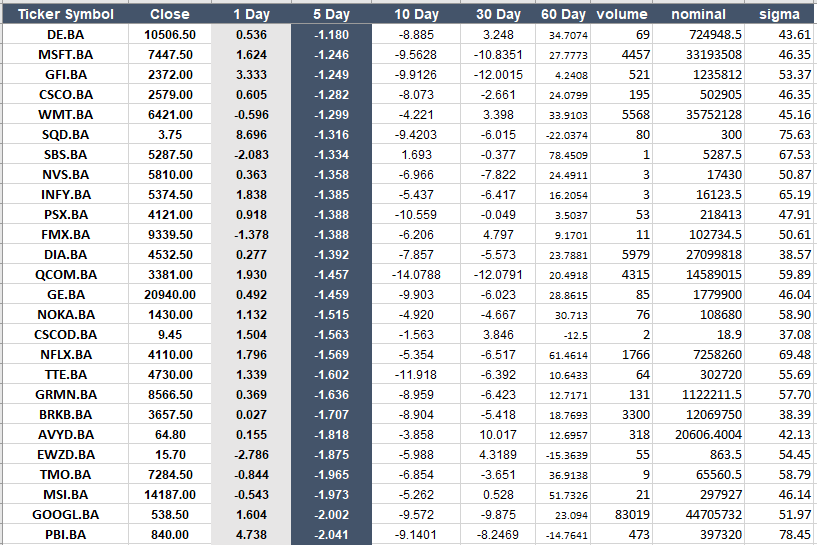 Ticker Symbol Close 1 Day 5 Day 10 Day 30 Day 60 Day volume nominal sigma
DE.BA 10506.50 0.536 -1.180 -8.885 3.248 34.7074 69 724948.5 43.61
MSFT.BA 7447.50 1.624 -1.246 -9.5628 -10.8351 27.7773 4457 33193508 46.35
GFI.BA 2372.00 3.333 -1.249 -9.9126 -12.0015 4.2408 521 1235812 53.37
CSCO.BA 2579.00 0.605 -1.282 -8.073 -2.661 24.0799 195 502905 46.35
WMT.BA 6421.00 -0.596 -1.299 -4.221 3.398 33.9103 5568 35752128 45.16
SQD.BA 3.75 8.696 -1.316 -9.4203 -6.015 -22.0374 80 300 75.63
SBS.BA 5287.50 -2.083 -1.334 1.693 -0.377 78.4509 1 5287.5 67.53
NVS.BA 5810.00 0.363 -1.358 -6.966 -7.822 24.4911 3 17430 50.87
INFY.BA 5374.50 1.838 -1.385 -5.437 -6.417 16.2054 3 16123.5 65.19
PSX.BA 4121.00 0.918 -1.388 -10.559 -0.049 3.5037 53 218413 47.91
FMX.BA 9339.50 -1.378 -1.388 -6.206 4.797 9.1701 11 102734.5 50.61
DIA.BA 4532.50 0.277 -1.392 -7.857 -5.573 23.7881 5979 27099818 38.57
QCOM.BA 3381.00 1.930 -1.457 -14.0788 -12.0791 20.4918 4315 14589015 59.89
GE.BA 20940.00 0.492 -1.459 -9.903 -6.023 28.8615 85 1779900 46.04
NOKA.BA 1430.00 1.132 -1.515 -4.920 -4.667 30.713 76 108680 58.90
CSCOD.BA 9.45 1.504 -1.563 -1.563 3.846 -12.5 2 18.9 37.08
NFLX.BA 4110.00 1.796 -1.569 -5.354 -6.517 61.4614 1766 7258260 69.48
TTE.BA 4730.00 1.339 -1.602 -11.918 -6.392 10.6433 64 302720 55.69
GRMN.BA 8566.50 0.369 -1.636 -8.959 -6.423 12.7171 131 1122211.5 57.70
BRKB.BA 3657.50 0.027 -1.707 -8.904 -5.418 18.7693 3300 12069750 38.39
AVYD.BA 64.80 0.155 -1.818 -3.858 10.017 12.6957 318 20606.4004 42.13
EWZD.BA 15.70 -2.786 -1.875 -5.988 4.3189 -15.3639 55 863.5 54.45
TMO.BA 7284.50 -0.844 -1.965 -6.854 -3.651 36.9138 9 65560.5 58.79
MSI.BA 14187.00 -0.543 -1.973 -5.262 0.528 51.7326 21 297927 46.14
GOOGL.BA 538.50 1.604 -2.002 -9.572 -9.875 23.094 83019 44705732 51.97
PBI.BA 840.00 4.738 -2.041 -9.1401 -8.2469 -14.7641 473 397320 78.45